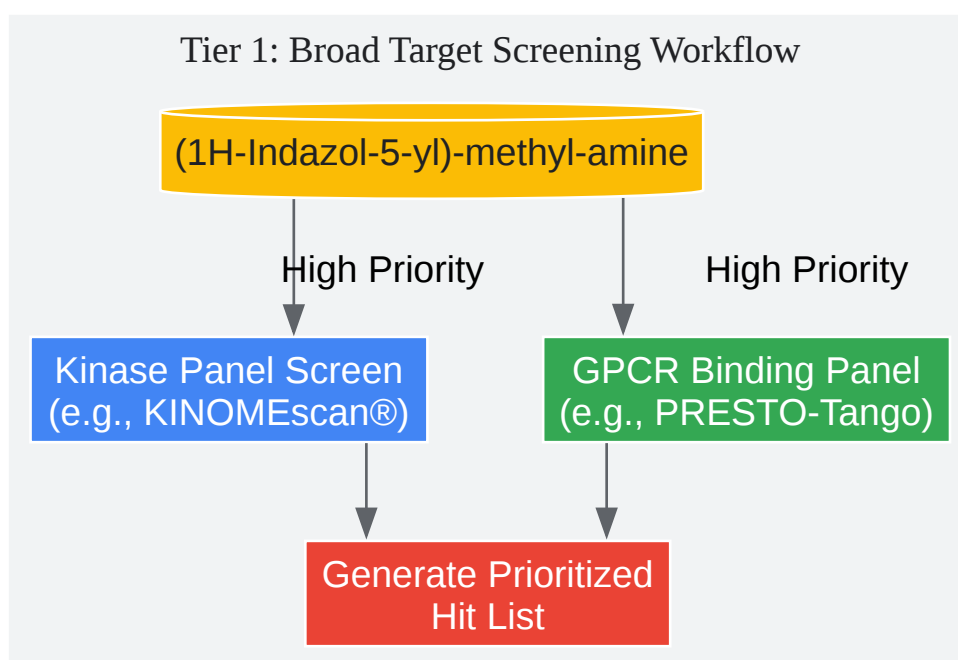 Tier 1: Broad Target Screening Workflow
(1H-Indazol-5-yl)-methyl-amine
High Priority
High Priority
Kinase Panel Screen
(e.g., KINOMEscan®)
GPCR Binding Panel
(e.g., PRESTO-Tango)
Generate Prioritized
Hit List